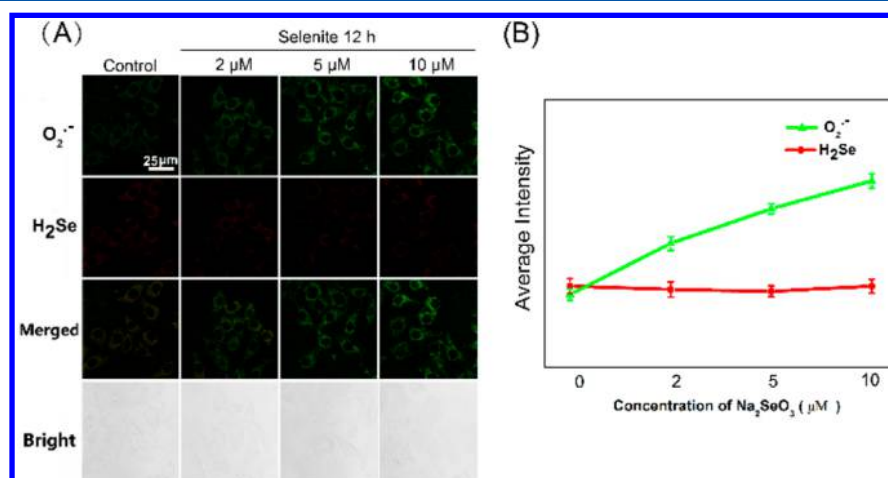 (A)
Selenite 12 h
Control
2 μM
5 μM
10 μM
O₂·⁻
25μm
H₂Se
Merged
Bright
(B)
O₂·⁻
H₂Se
Average Intensity
0
2
5
10
Concentration of Na₂SeO₃ ( μM )